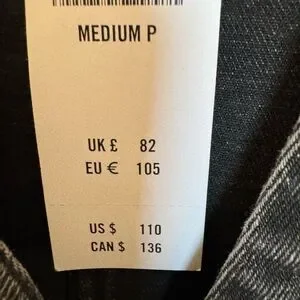 MEDIUM P
UK £ 82
EU € 105
US $ 110
CAN $ 136